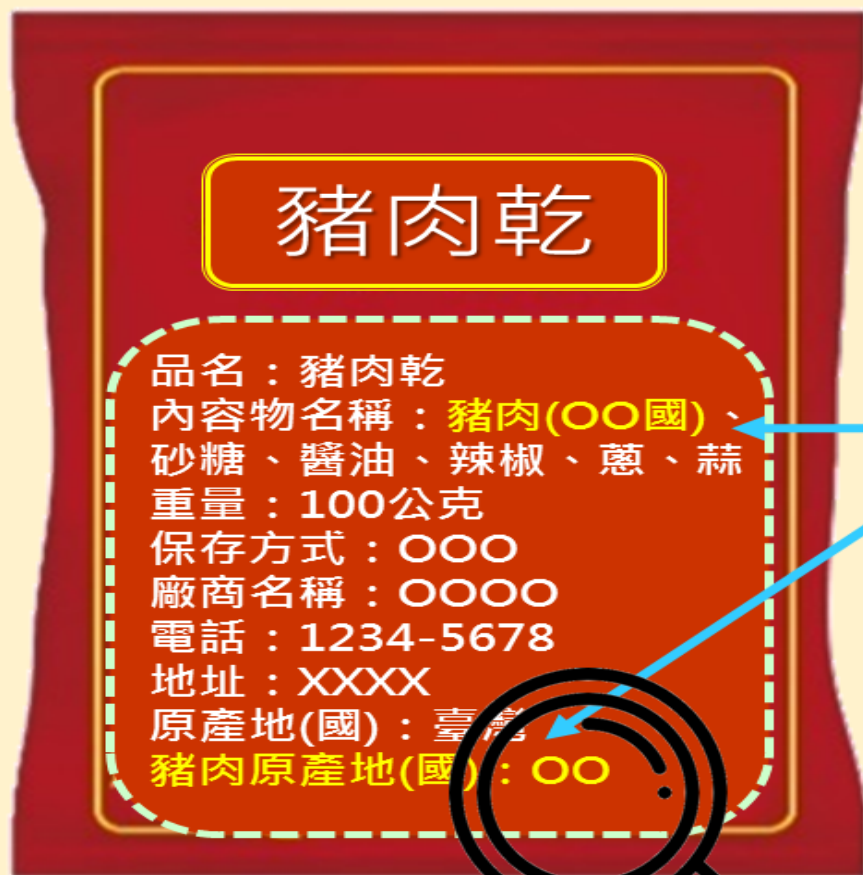 豬肉乾
品名：豬肉乾
內容物名稱：豬肉(OO國)、
砂糖、醬油、辣椒、蔥、蒜
重量：100公克
保存方式：OOO
廠商名稱：OOOO
電話：1234-5678
地址：XXXX
原產地(國)：臺灣
豬肉原產地(國)：OO